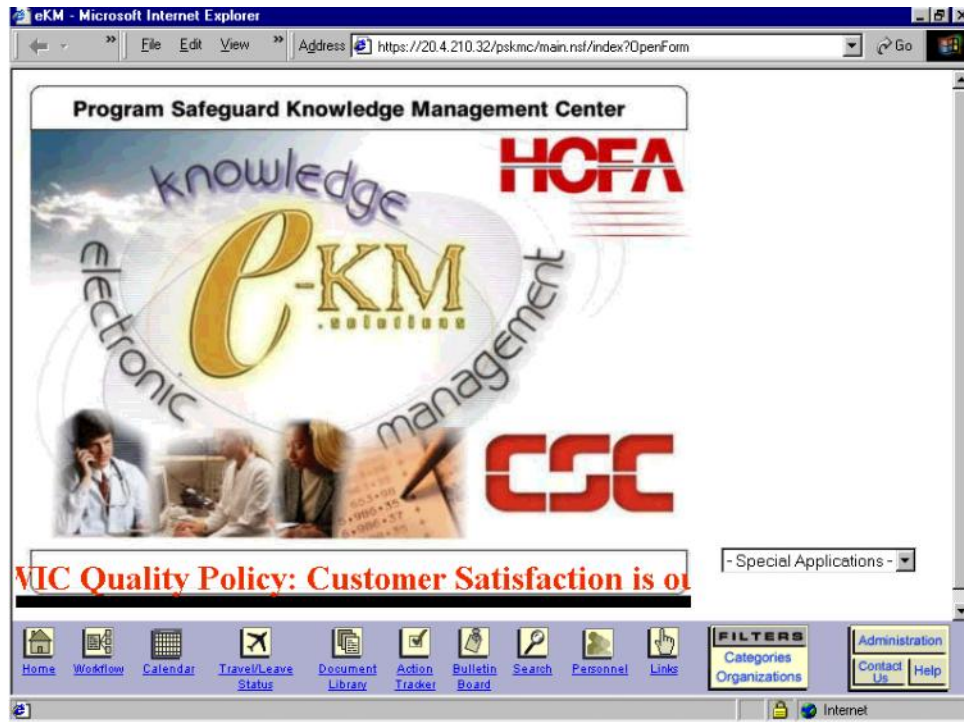 eKM - Microsoft Internet Explorer
File Edit View Address https://20.4.210.32/pskmc/main.nsf/index?OpenForm Go
Program Safeguard Knowledge Management Center
HCFA
electronic knowledge management
e-KM
.solutions
CSC
- Special Applications -
VIC Quality Policy: Customer Satisfaction is ou
Home Workflow Calendar Travel/Leave Status Document Library Action Tracker Bulletin Board Search Personnel Links
FILTERS
Categories
Organizations
Administration
Contact Us Help
Internet